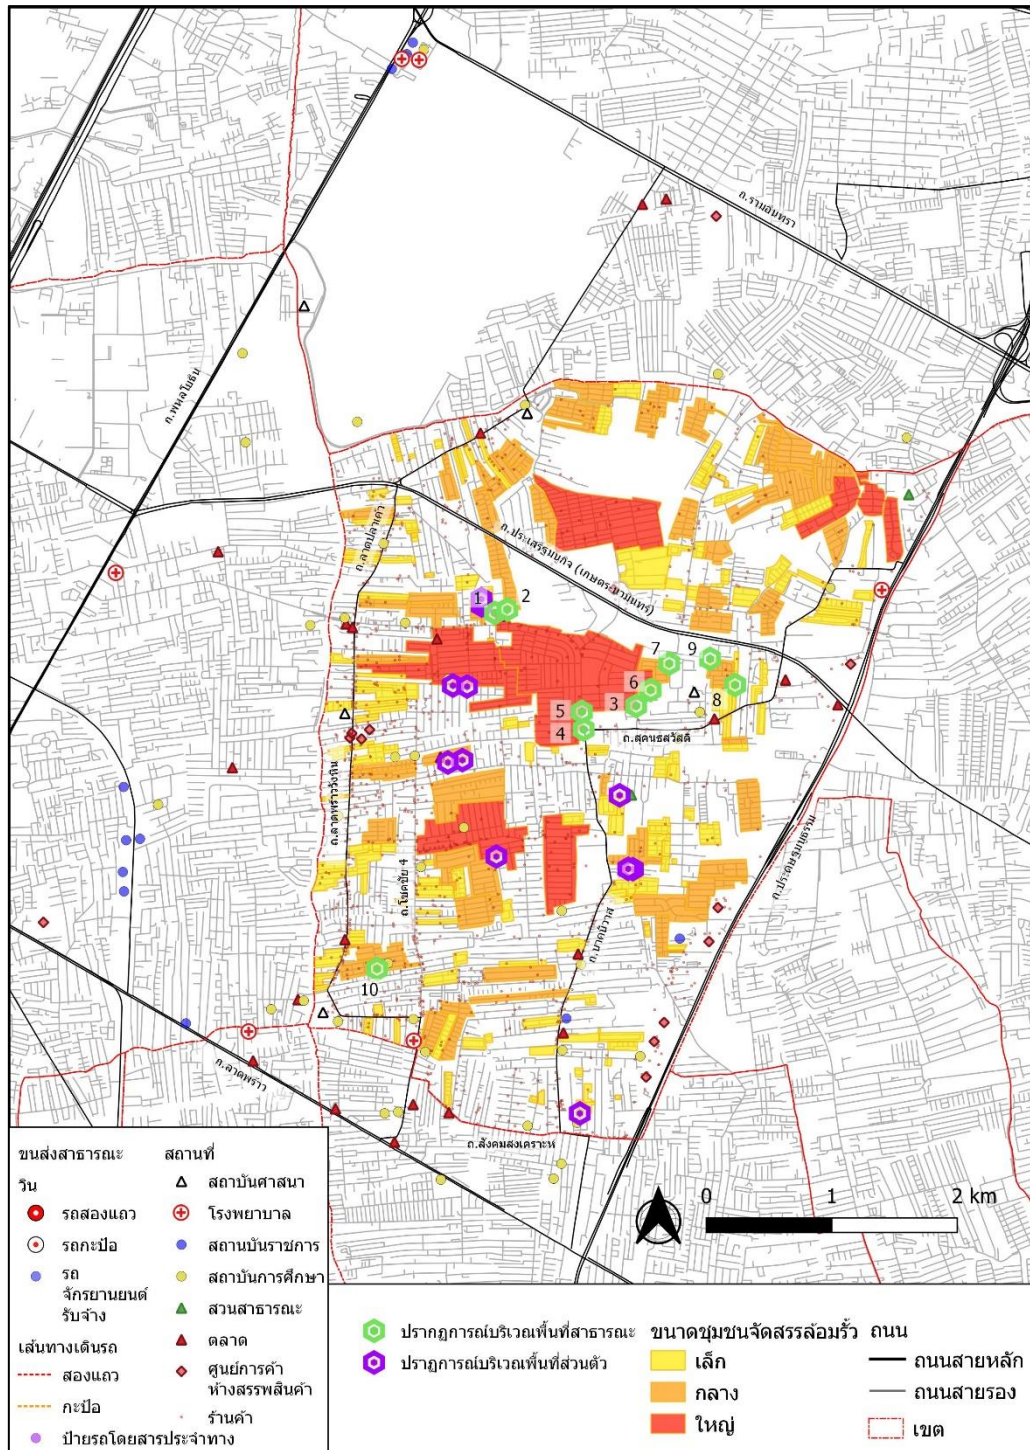 ถ.รามอินทรา
ถ.พหลโยธิน
ถ.ลาดปลาเค้า
ถ.ประเสริฐมนูกิจ (เกษตร-นวมินทร์)
1
2
7
9
6
3
8
5
4
ถ.สุคนธสวัสดิ์
ถ.ลาดพร้าววังหิน
ถ.โชคชัย 4
ถ.นาคนิวาส
ถ.ประดิษฐ์มนูธรรม
10
ถ.ลาดพร้าว
ถ.สังคมสงเคราะห์
0 1 2 km
ขนส่งสาธารณะ
วิน
รถสองแถว
รถกะป๊อ
รถ
จักรยานยนต์
รับจ้าง
เส้นทางเดินรถ
สองแถว
กะป๊อ
ป้ายรถโดยสารประจำทาง
สถานที่
สถาบันศาสนา
โรงพยาบาล
สถานบันราชการ
สถาบันการศึกษา
สวนสาธารณะ
ตลาด
ศูนย์การค้า
ห้างสรรพสินค้า
ร้านค้า
ปรากฏการณ์บริเวณพื้นที่สาธารณะ
ปราฏการณ์บริเวณพื้นที่ส่วนตัว
ขนาดชุมชนจัดสรรล้อมรั้ว
เล็ก
กลาง
ใหญ่
ถนน
ถนนสายหลัก
ถนนสายรอง
เขต